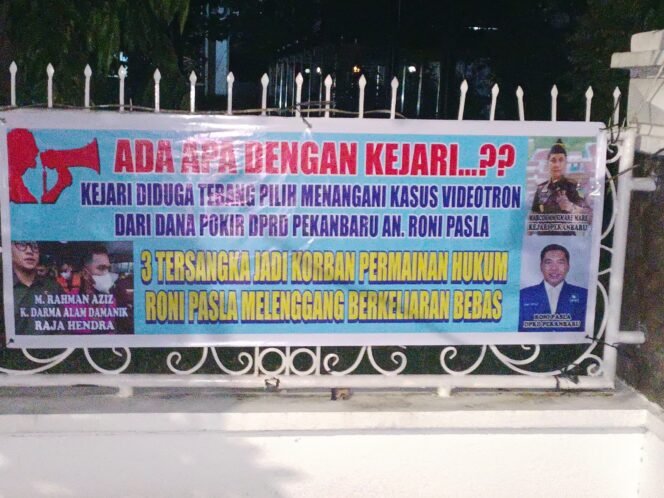 ADA APA DENGAN KEJARI...??
KEJARI DIDUGA TEBANG PILIH MENANGANI KASUS VIDEOTRON
DARI DANA POKIR DPRD PEKANBARU AN. RONI PASLA
3 TERSANGKA JADI KORBAN PERMAINAN HUKUM
RONI PASLA MELENGGANG BERKELIARAN BEBAS
M. RAHMAN AZIZ
K. DARMA ALAM DAMANIK
RAJA HENDRA
KEJARI PEKANBARU
RONI PASLA
DPRD PEKANBARU